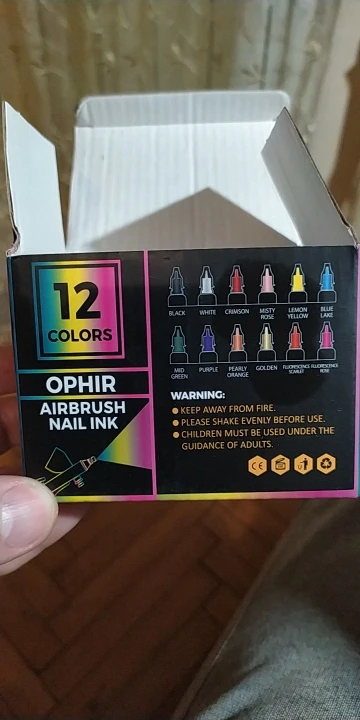 12
COLORS
OPHIR
AIRBRUSH
NAIL INK
BLACK
WHITE
CRIMSON
MISTY
ROSE
LEMON
YELLOW
BLUE
LAKE
MID
GREEN
PURPLE
PEARLY
ORANGE
GOLDEN
FLUORESCENCE
SCARLET
FLUORESCENCE
ROSE
WARNING:
KEEP AWAY FROM FIRE.
PLEASE SHAKE EVENLY BEFORE USE.
CHILDREN MUST BE USED UNDER THE
GUIDANCE OF ADULTS.
CE